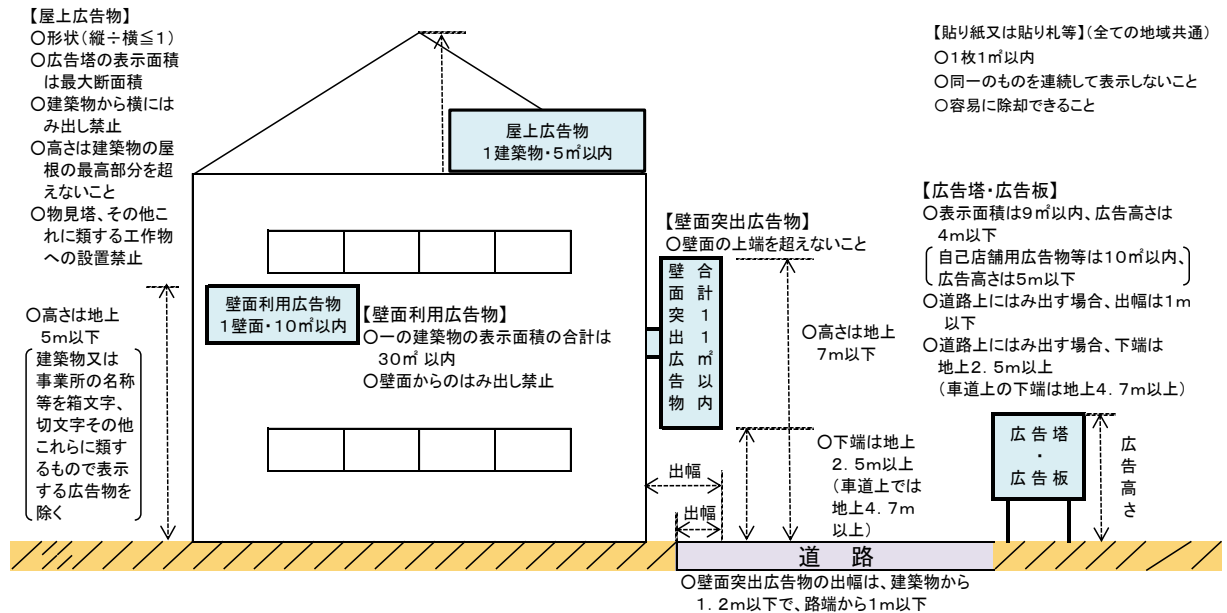 【屋上広告物】
○形状(縦÷横≦1)
○広告塔の表示面積
は最大断面積
○建築物から横には
み出し禁止
○高さは建築物の屋
根の最高部分を超
えないこと
○物見塔、その他こ
れに類する工作物
への設置禁止
○高さは地上
5m以下
建築物又は
事業所の名称
等を箱文字、
切文字その他
これらに類す
るもので表示
する広告物を
除く
屋上広告物
1建築物・5㎡以内
壁面利用広告物
1壁面・10㎡以内
【壁面利用広告物】
○一の建築物の表示面積の合計は
30㎡ 以内
○壁面からのはみ出し禁止
【壁面突出広告物】
○壁面の上端を超えないこと
壁面突出広告物
合計11㎡以内
○高さは地上
7m以下
○下端は地上
2.5m以上
(車道上では
地上4.7m
以上)
出幅
出幅
道 路
○壁面突出広告物の出幅は、建築物から
1.2m以下で、路端から1m以下
【貼り紙又は貼り札等】(全ての地域共通)
○1枚1㎡以内
○同一のものを連続して表示しないこと
○容易に除却できること
【広告塔・広告板】
○表示面積は9㎡以内、広告高さは
4m以下
自己店舗用広告物等は10㎡以内、
広告高さは5m以下
○道路上にはみ出す場合、出幅は1m
以下
○道路上にはみ出す場合、下端は
地上2.5m以上
(車道上の下端は地上4.7m以上)
広告塔
・
広告板
広告高さ